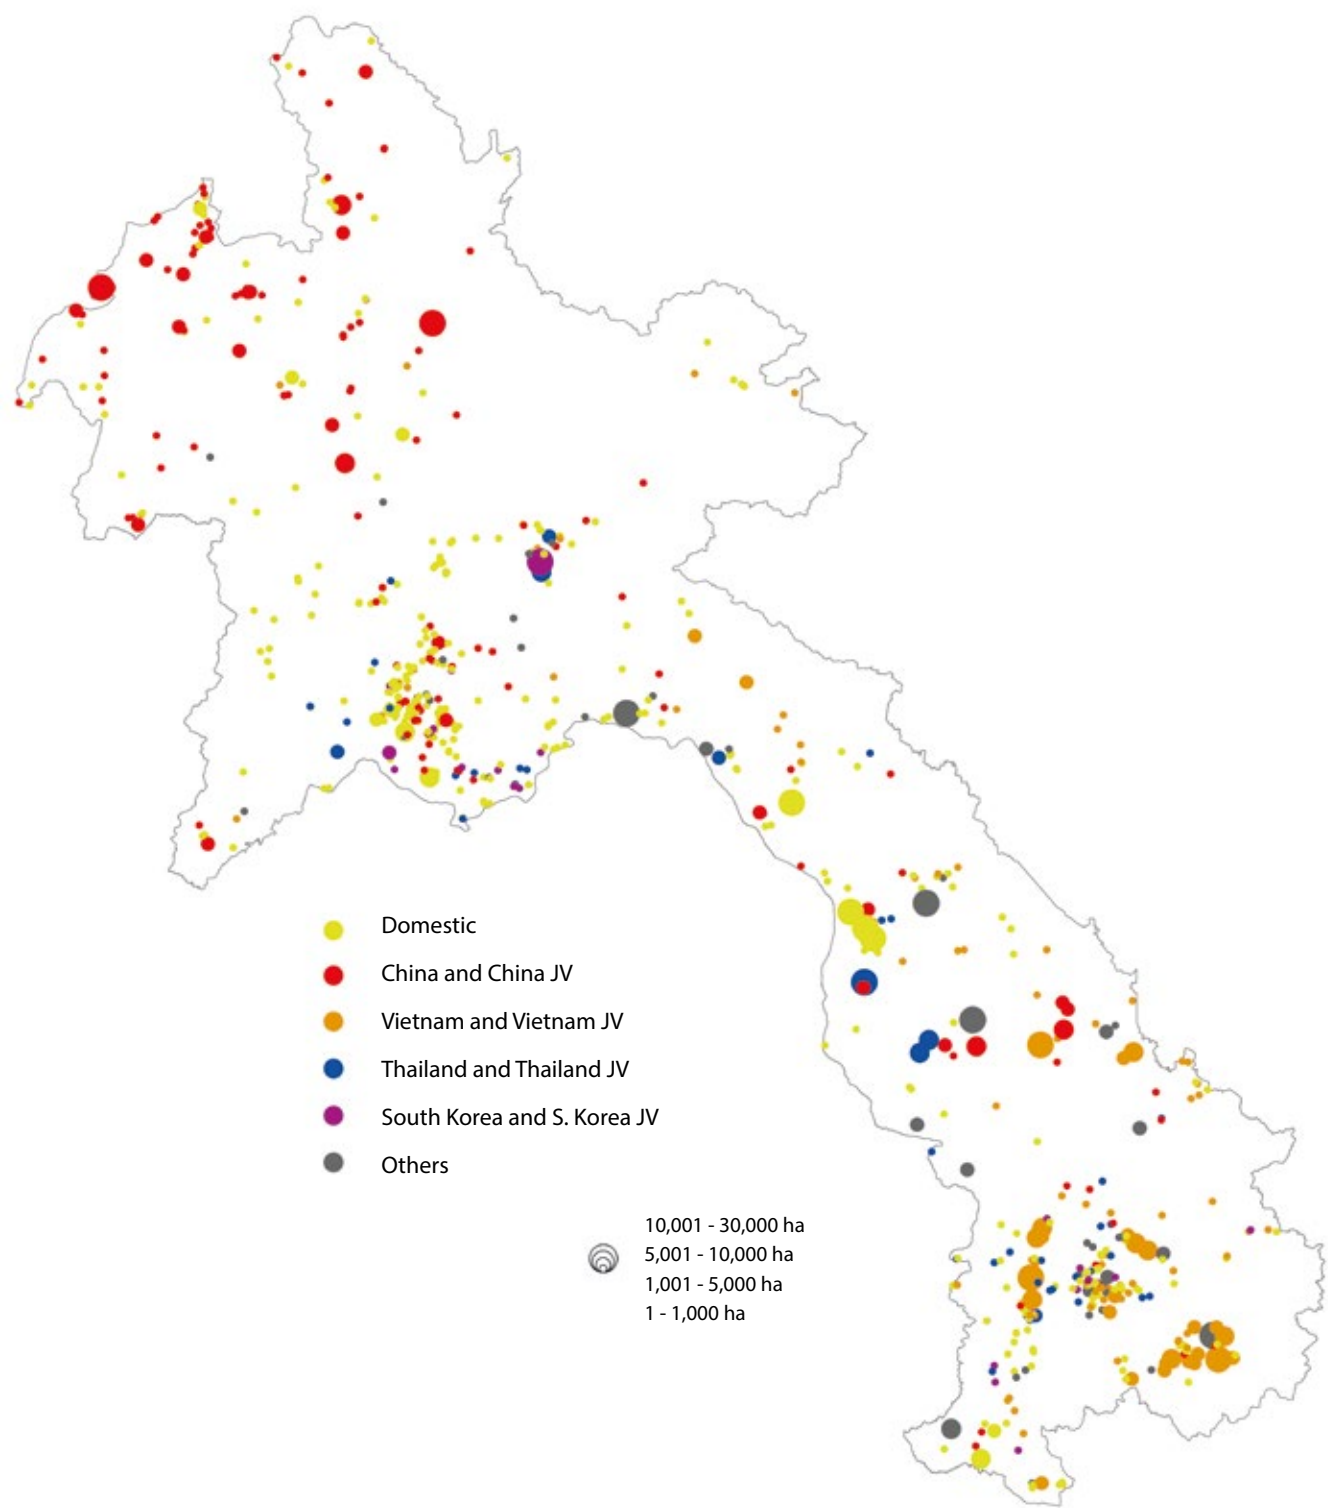 Domestic
China and China JV
Vietnam and Vietnam JV
Thailand and Thailand JV
South Korea and S. Korea JV
Others
10,001 - 30,000 ha
5,001 - 10,000 ha
1,001 - 5,000 ha
1 - 1,000 ha